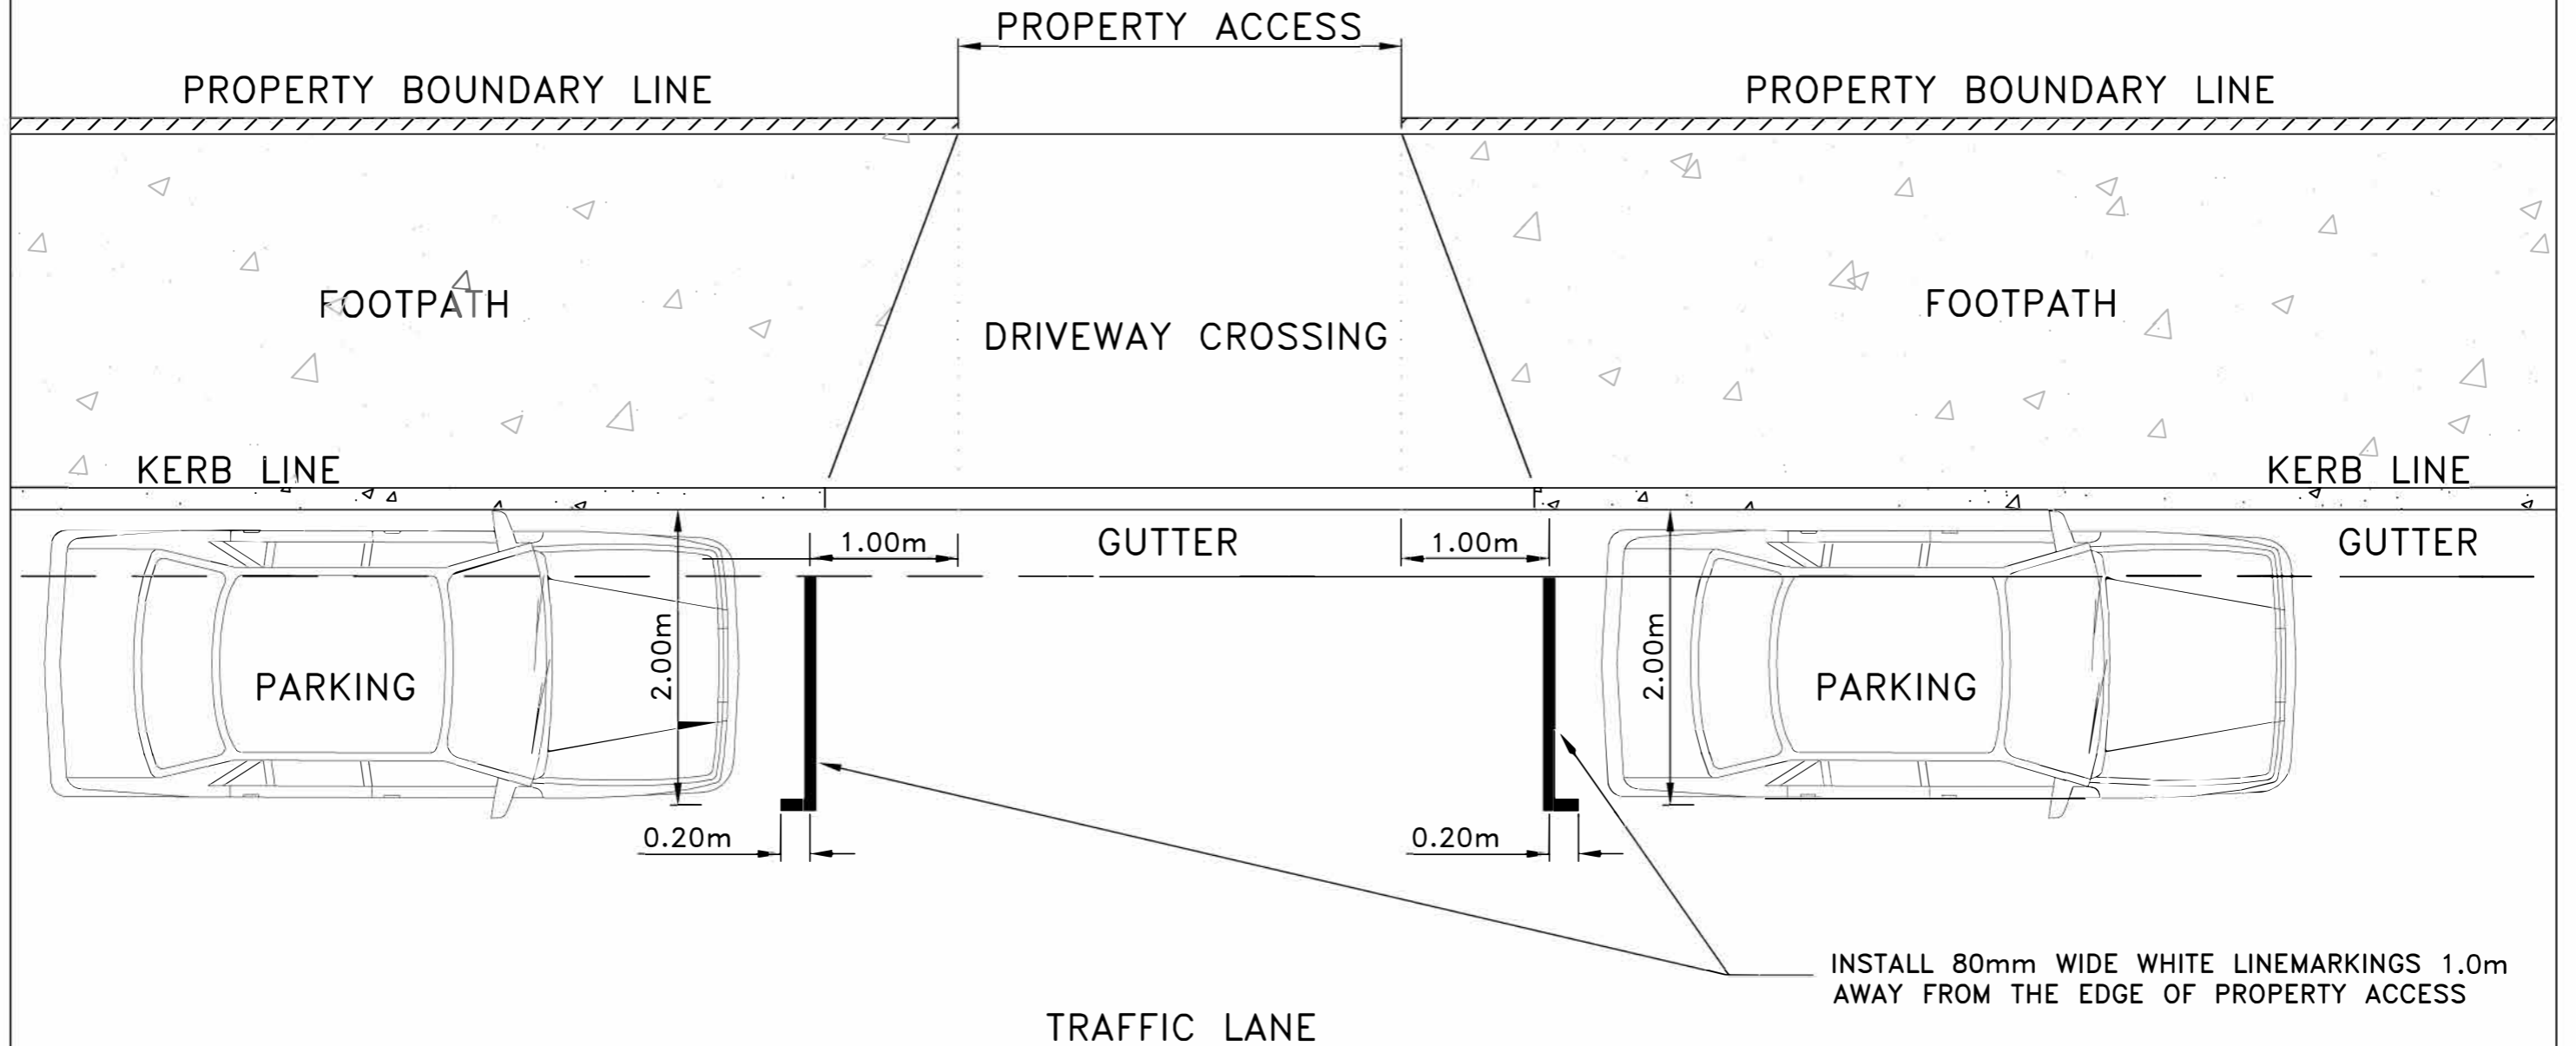 PROPERTY ACCESS
PROPERTY BOUNDARY LINE
PROPERTY BOUNDARY LINE
FOOTPATH
FOOTPATH
DRIVEWAY CROSSING
KERB LINE
KERB LINE
1.00m
GUTTER
1.00m
GUTTER
2.00m
2.00m
PARKING
PARKING
0.20m
0.20m
INSTALL 80mm WIDE WHITE LINEMARKINGS 1.0m
AWAY FROM THE EDGE OF PROPERTY ACCESS
TRAFFIC LANE